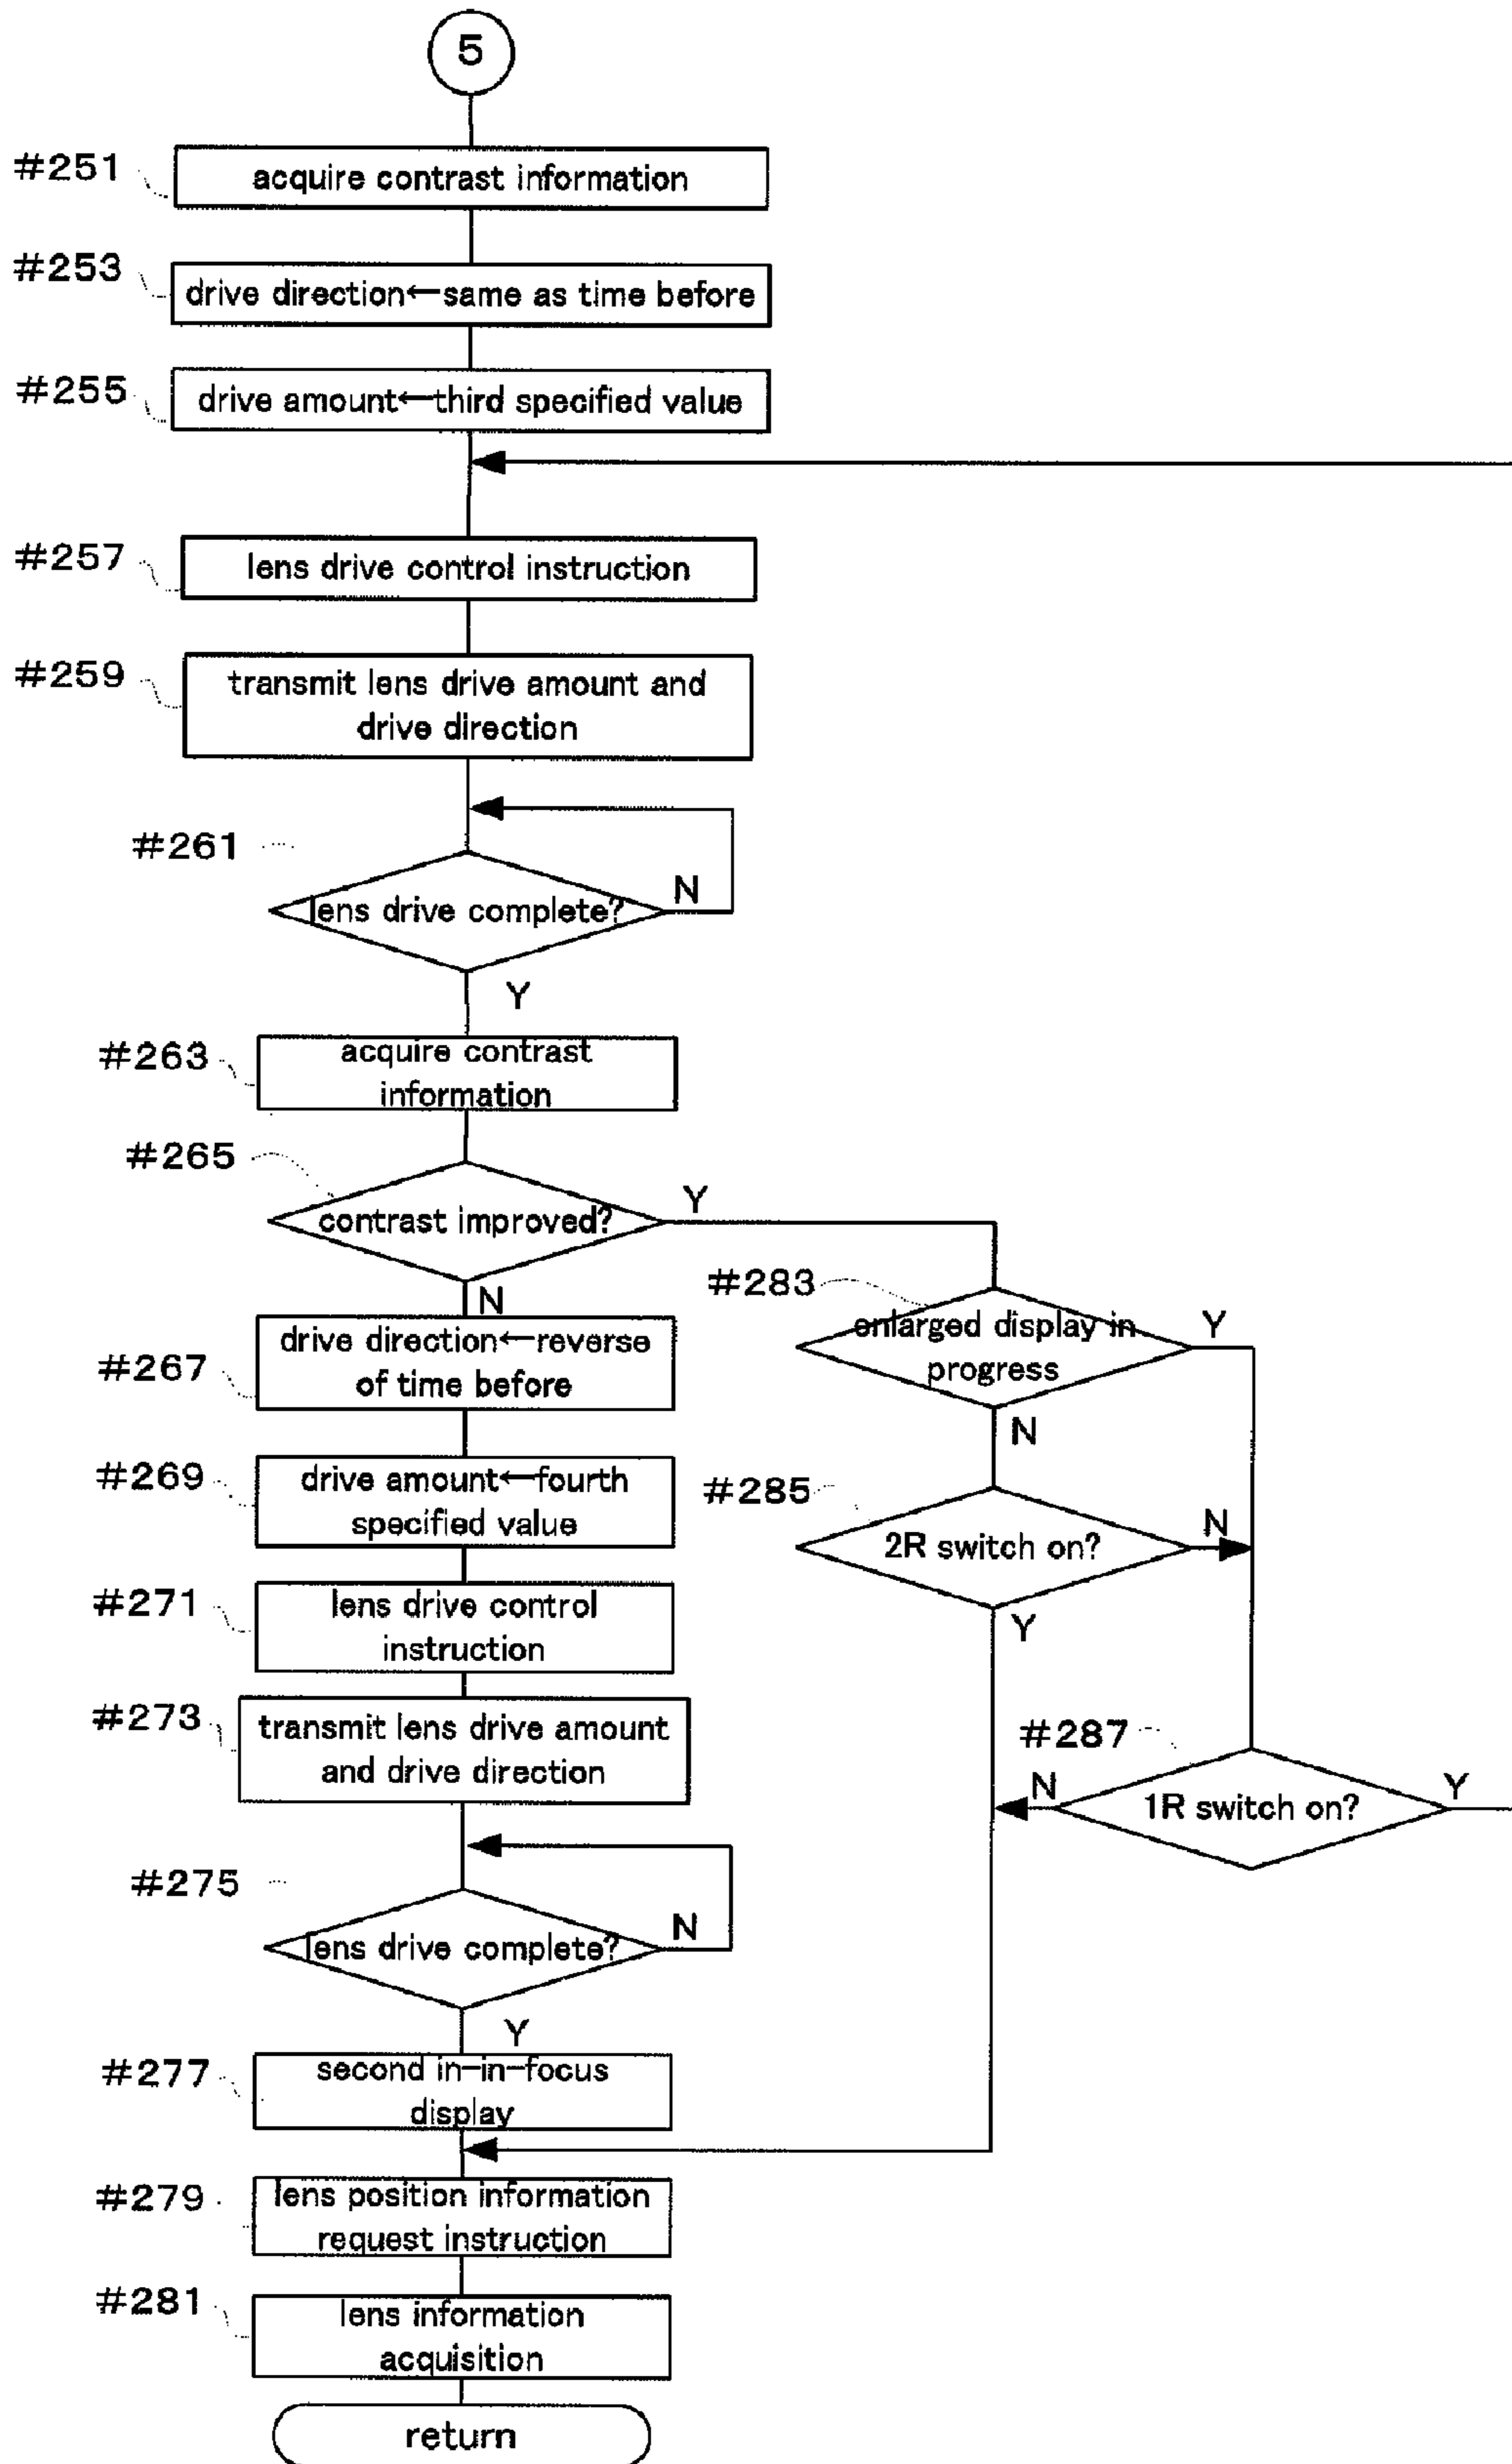 5
#251
acquire contrast information
#253
drive direction←same as time before
#255
drive amount←third specified value
#257
lens drive control instruction
#259
transmit lens drive amount and
drive direction
#261
lens drive complete?
N
Y
#263
acquire contrast
information
#265
contrast improved?
Y
N
#267
drive direction←reverse
of time before
#269
drive amount←fourth
specified value
#271
lens drive control
instruction
#273
transmit lens drive amount
and drive direction
#275
lens drive complete?
N
Y
#277
second in-in-focus
display
#279
lens position information
request instruction
#281
lens information
acquisition
return
#283
enlarged display in
progress
Y
N
#285
2R switch on?
N
Y
#287
1R switch on?
N
Y